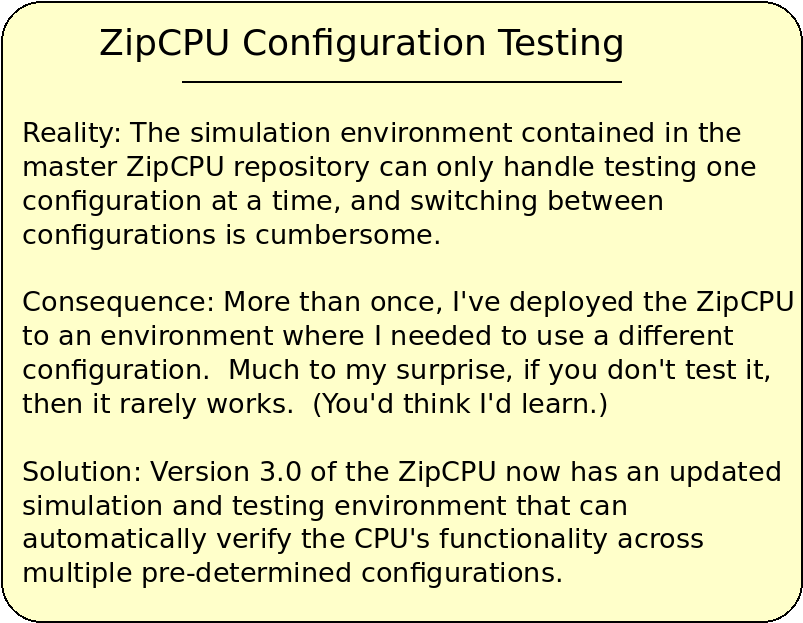 ZipCPU Configuration Testing
Reality: The simulation environment contained in the
master ZipCPU repository can only handle testing one
configuration at a time, and switching between
configurations is cumbersome.
Consequence: More than once, I've deployed the ZipCPU
to an environment where I needed to use a different
configuration.  Much to my surprise, if you don't test it,
then it rarely works.  (You'd think I'd learn.)
Solution: Version 3.0 of the ZipCPU now has an updated
simulation and testing environment that can
automatically verify the CPU's functionality across
multiple pre-determined configurations.